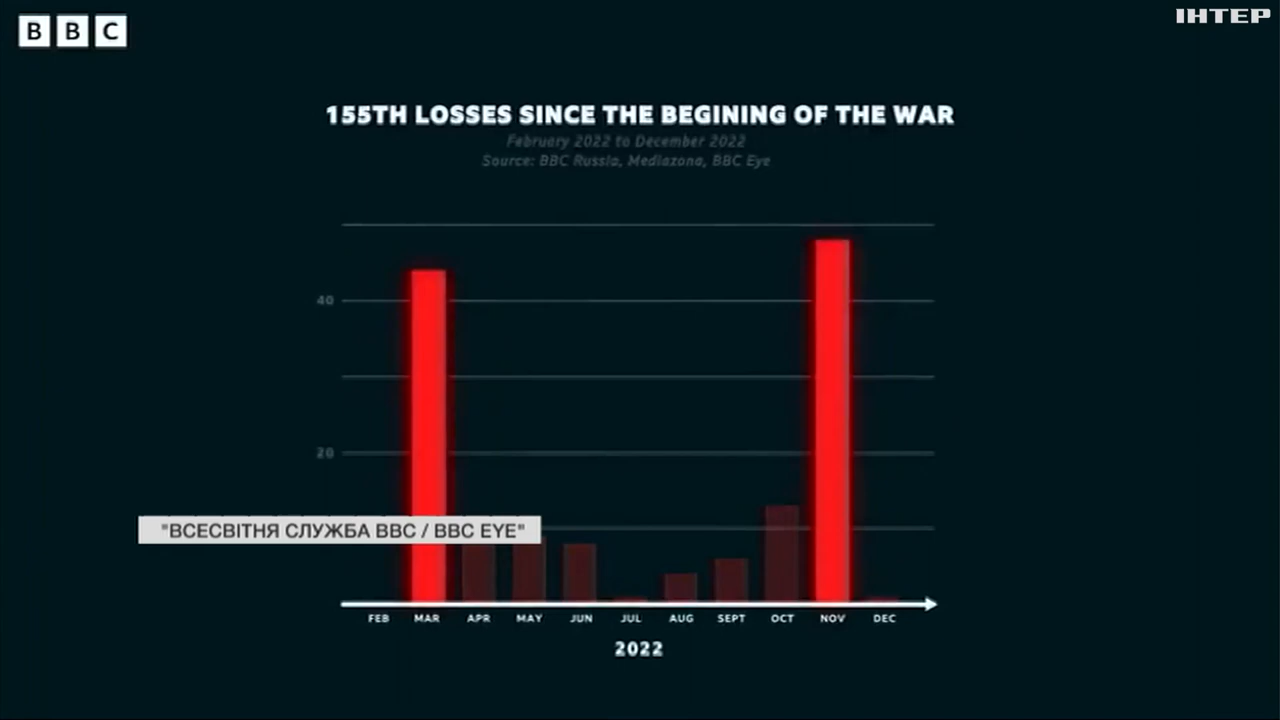 BBC
ІНТЕР
155TH LOSSES SINCE THE BEGINING OF THE WAR
February 2022 to December 2022
Source: BBC Russia, Mediazona, BBC Eye
40
20
"ВСЕСВІТНЯ СЛУЖБА BBC / BBC EYE"
FEB MAR APR MAY JUN JUL AUG SEPT OCT NOV DEC
2022